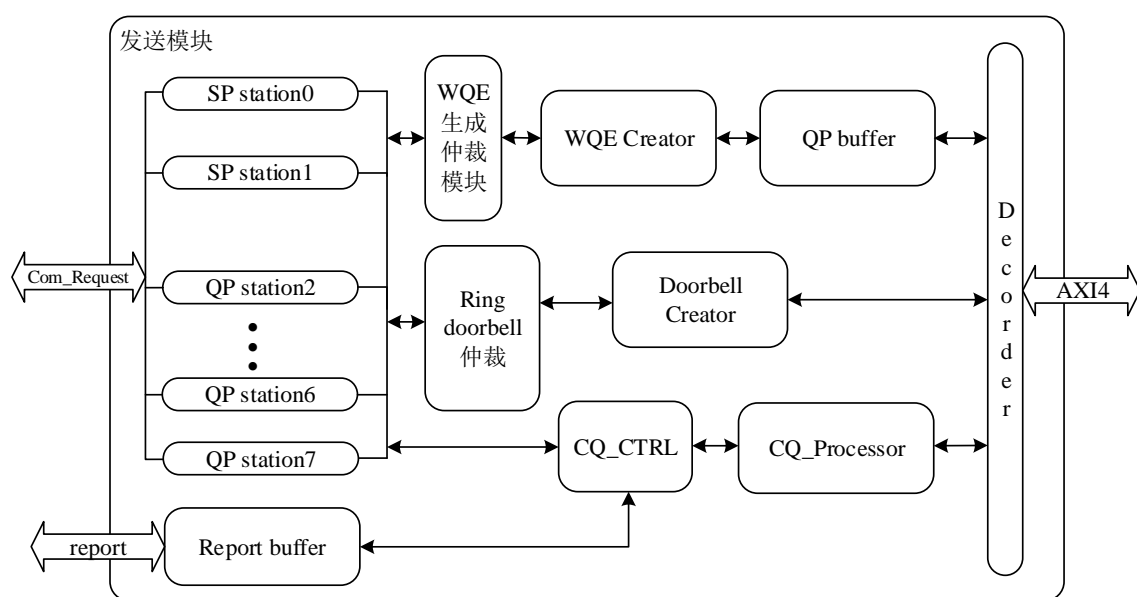 发送模块
SP station0
SP station1
QP station2
QP station6
QP station7
Com_Request
report
Report buffer
WQE
生成
仲裁
模块
WQE Creator
QP buffer
Ring
doorbell
仲裁
Doorbell
Creator
CQ_CTRL
CQ_Processor
Decorder
AXI4